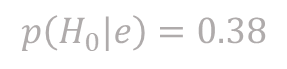 p(H₀|e) = 0.38